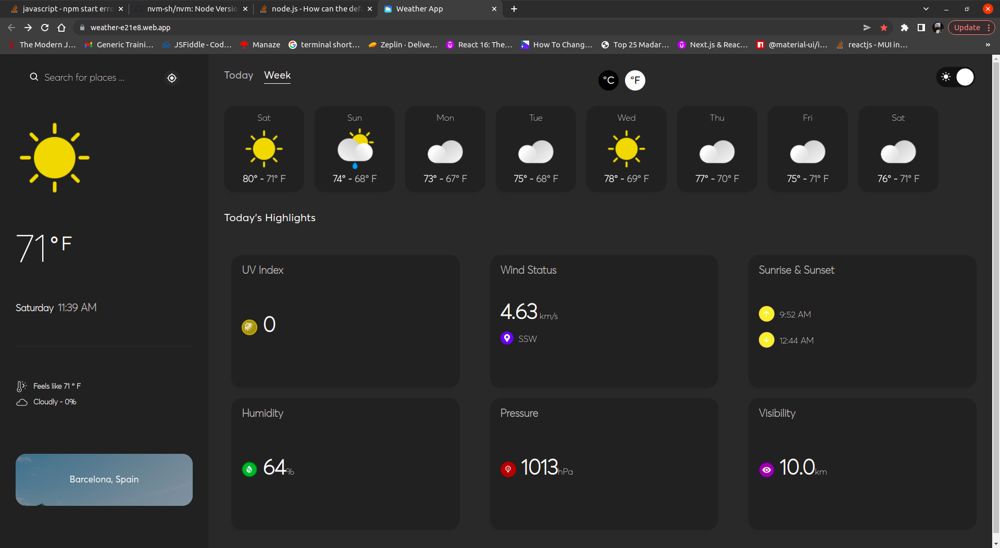 javascript - npm start erro
nvm-sh/nvm: Node Versio
node.js - How can the def
Weather App
weather-e21e8.web.app
Update
The Modern J...
Generic Traini...
JSFiddle - Cod...
Manaze
terminal short...
Zeplin · Delive...
React 16: The...
How To Chang...
Top 25 Madar...
Next.js & Reac...
@material-ui/i...
reactjs - MUI in...
»
Search for places ...
Today
Week
°C
°F
Sat
Sun
Mon
Tue
Wed
Thu
Fri
Sat
80° - 71° F
74° - 68° F
73° - 67° F
75° - 68° F
78° - 69° F
77° - 70° F
75° - 71° F
76° - 71° F
71° F
Saturday 11:39 AM
Feels like 71 ° F
Cloudly - 0%
Barcelona, Spain
Today's Highlights
UV Index
0
Wind Status
4.63 km/s
SSW
Sunrise & Sunset
9:52 AM
12:44 AM
Humidity
64%
Pressure
1013hPa
Visibility
10.0km